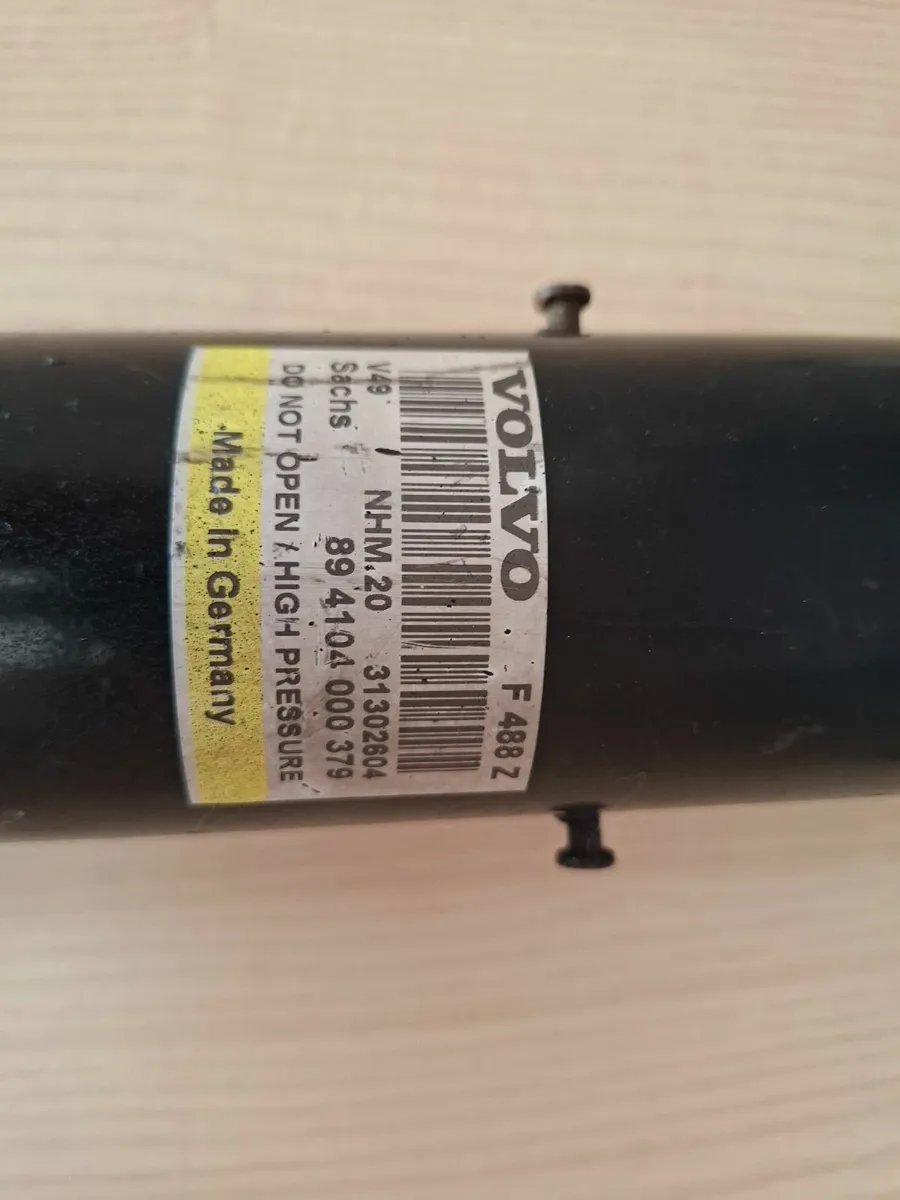 VOLVO F 488 Z
V49 NHM.20 31302604
Sachs 89 4104 000 379
DO NOT OPEN / HIGH PRESSURE
Made in Germany